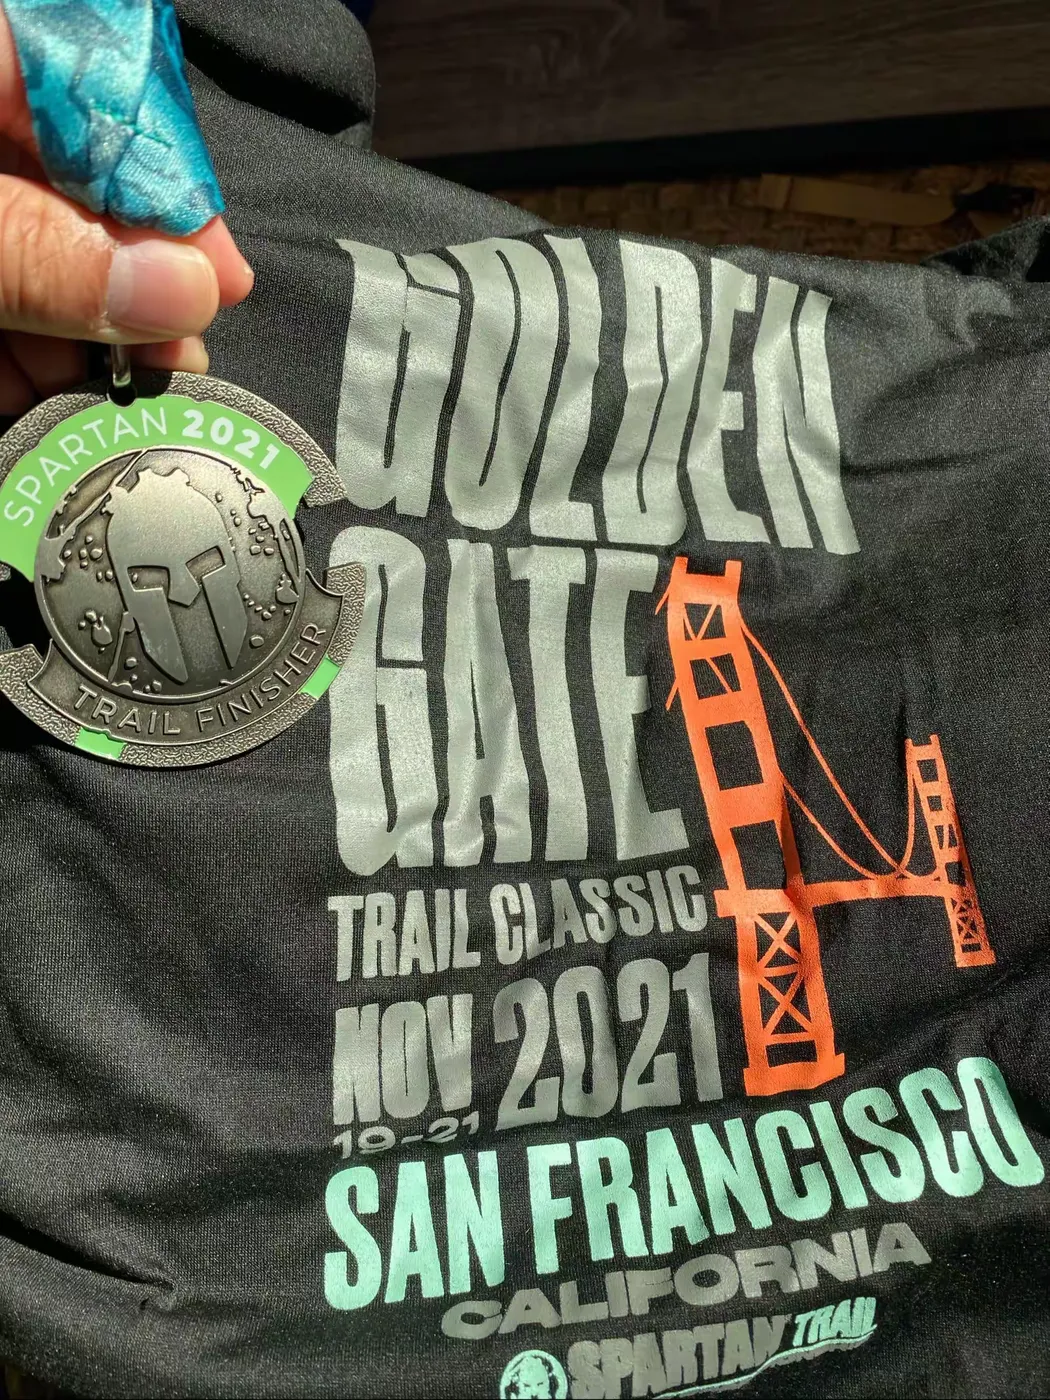 SPARTAN 2021
TRAIL FINISHER
GOLDEN
GATE
TRAIL CLASSIC
NOV 2021
19-21
SAN FRANCISCO
CALIFORNIA
SPARTAN TRAIL